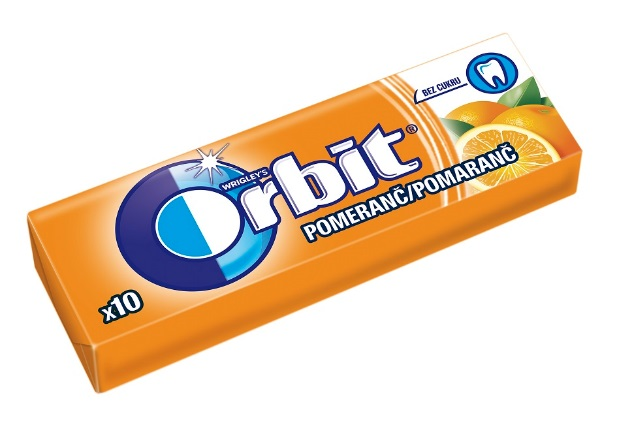 BEZ CUKRU
WRIGLEY'S
Orbit®
POMERANČ/POMARANČ
x10